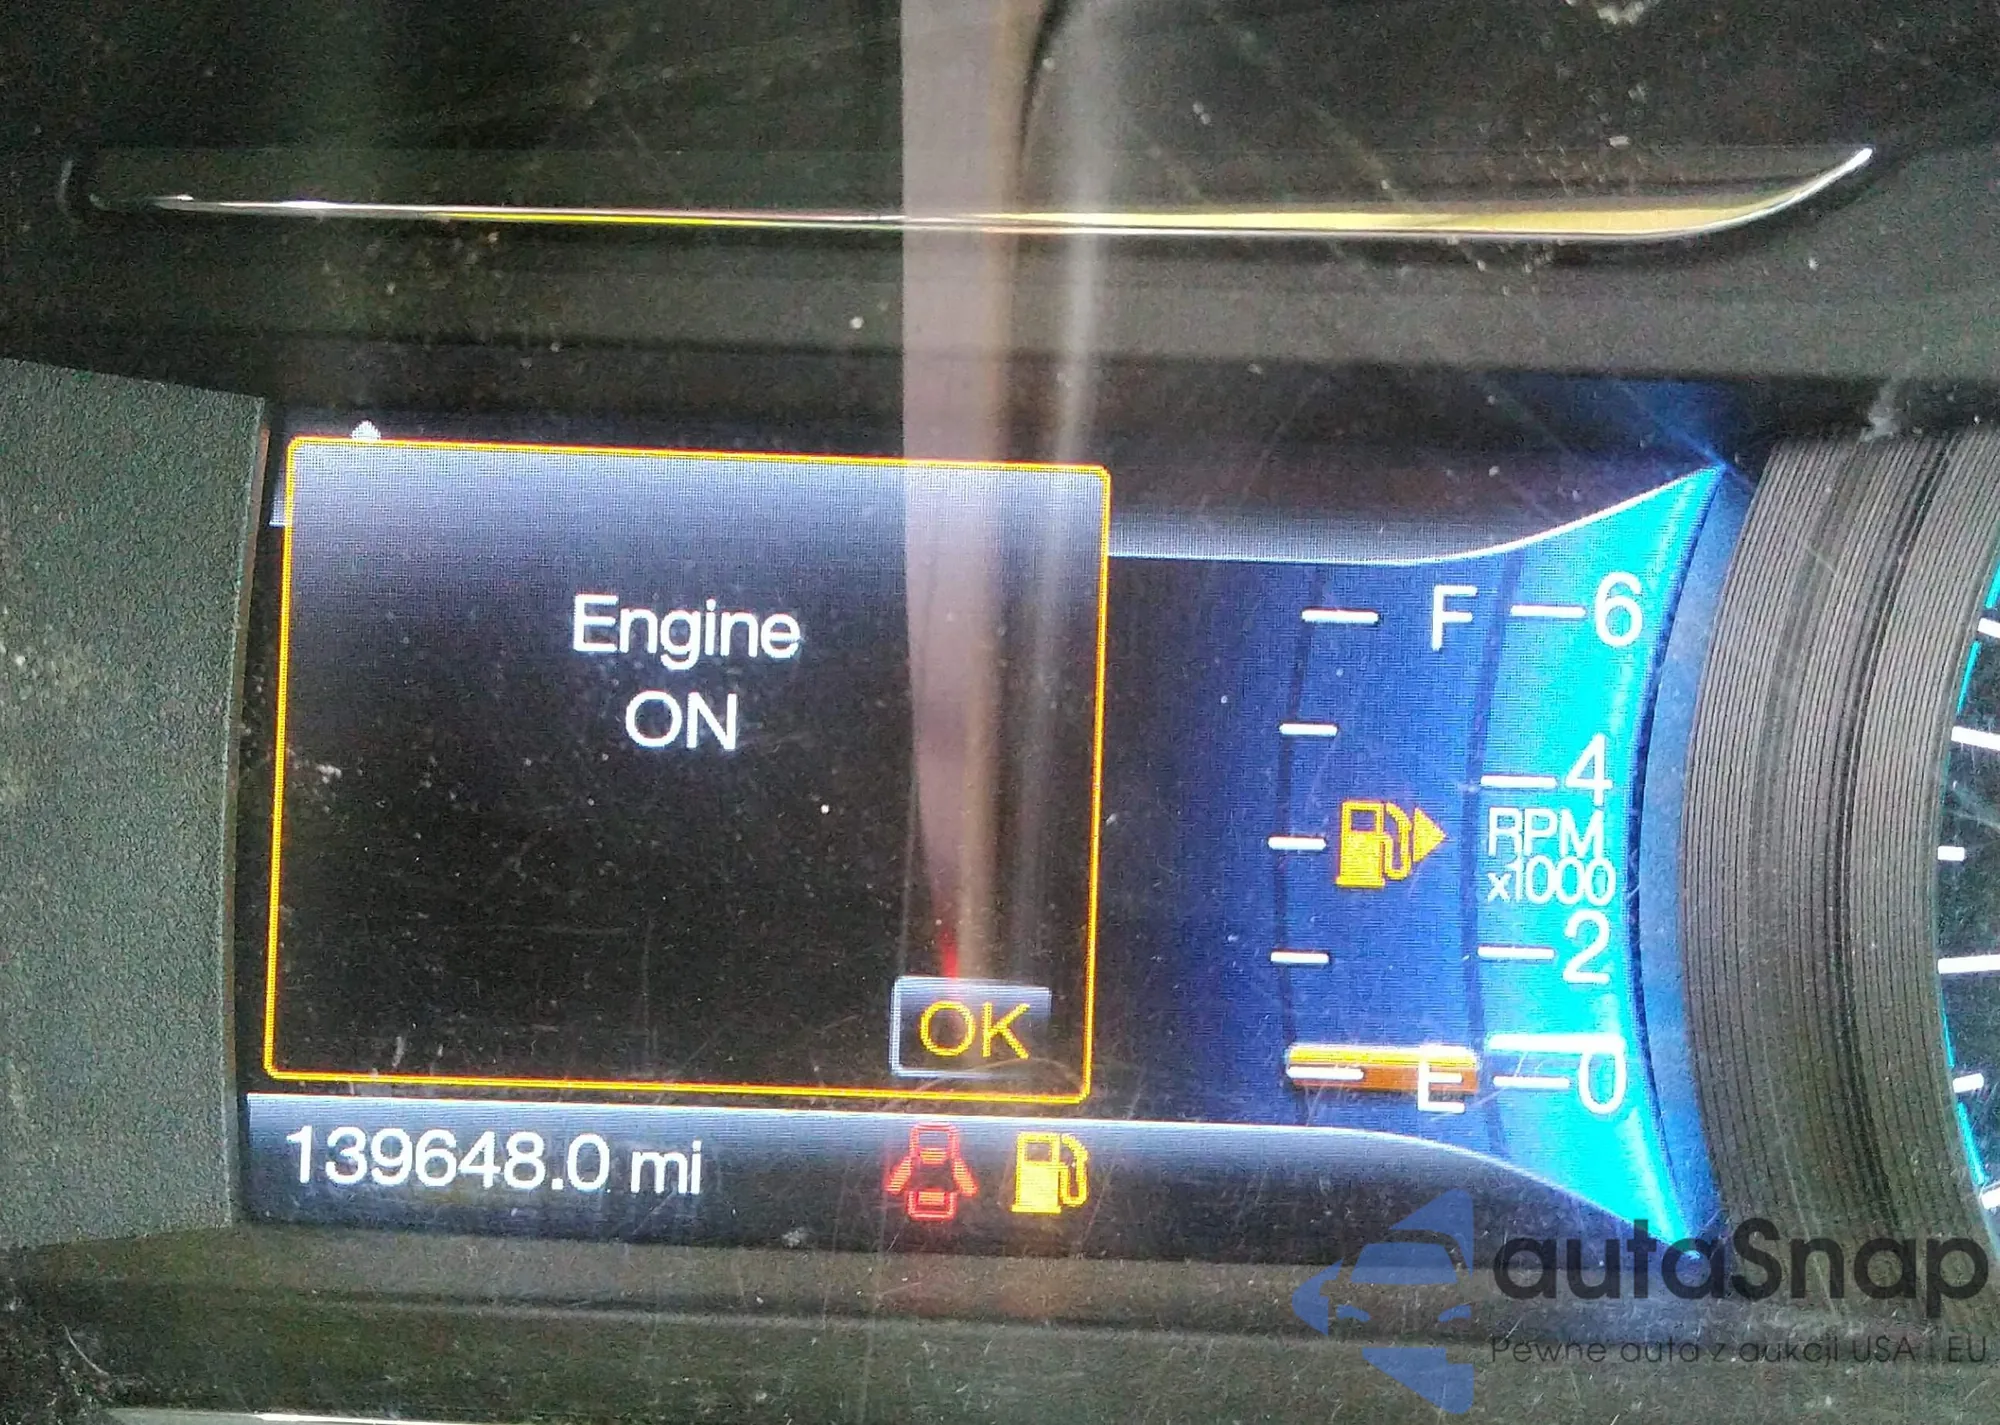 Engine
ON
OK
F
E
6
4
RPM
x1000
2
0
139648.0 mi
autaSnap
Pewne auta z aukcji USA i EU